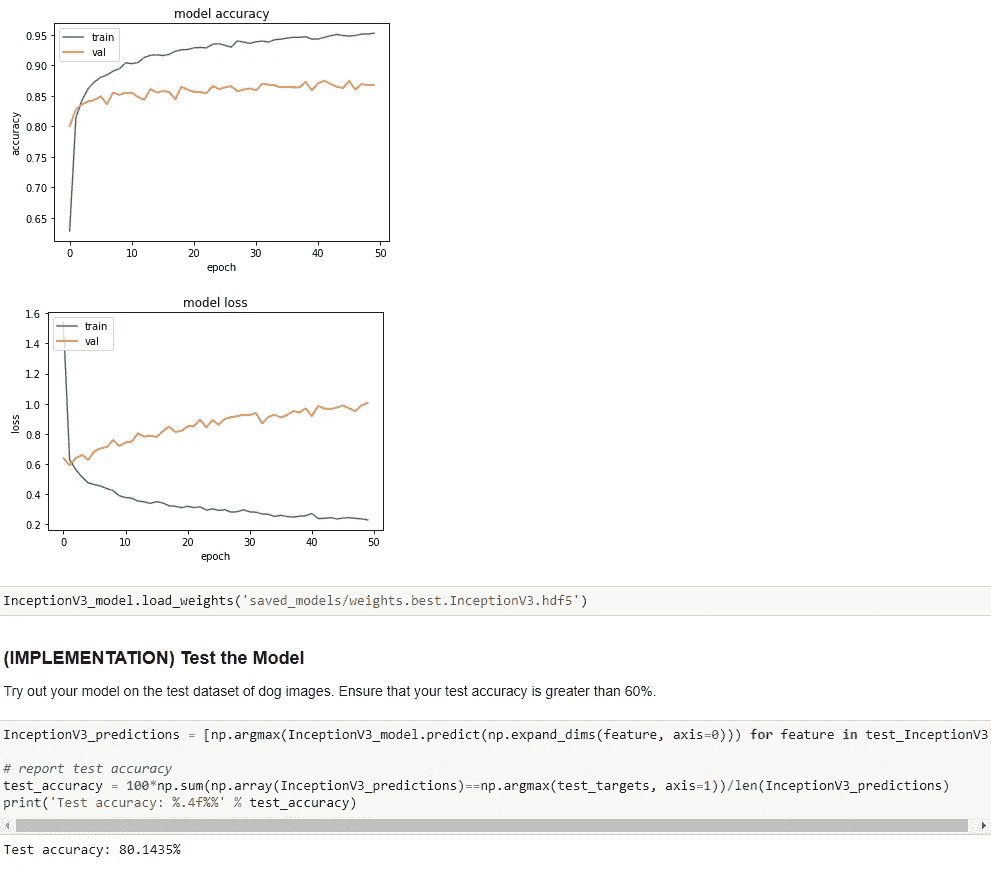 model accuracy
train
val
0.95
0.90
0.85
0.80
0.75
0.70
0.65
accuracy
0 10 20 30 40 50
epoch
model loss
train
val
1.6
1.4
1.2
1.0
0.8
0.6
0.4
0.2
loss
0 10 20 30 40 50
epoch
InceptionV3_model.load_weights('saved_models/weights.best.InceptionV3.hdf5')
(IMPLEMENTATION) Test the Model
Try out your model on the test dataset of dog images. Ensure that your test accuracy is greater than 60%.
InceptionV3_predictions = [np.argmax(InceptionV3_model.predict(np.expand_dims(feature, axis=0))) for feature in test_InceptionV3]
# report test accuracy
test_accuracy = 100*np.sum(np.array(InceptionV3_predictions)==np.argmax(test_targets, axis=1))/len(InceptionV3_predictions)
print('Test accuracy: %.4f%%' % test_accuracy)
Test accuracy: 80.1435%